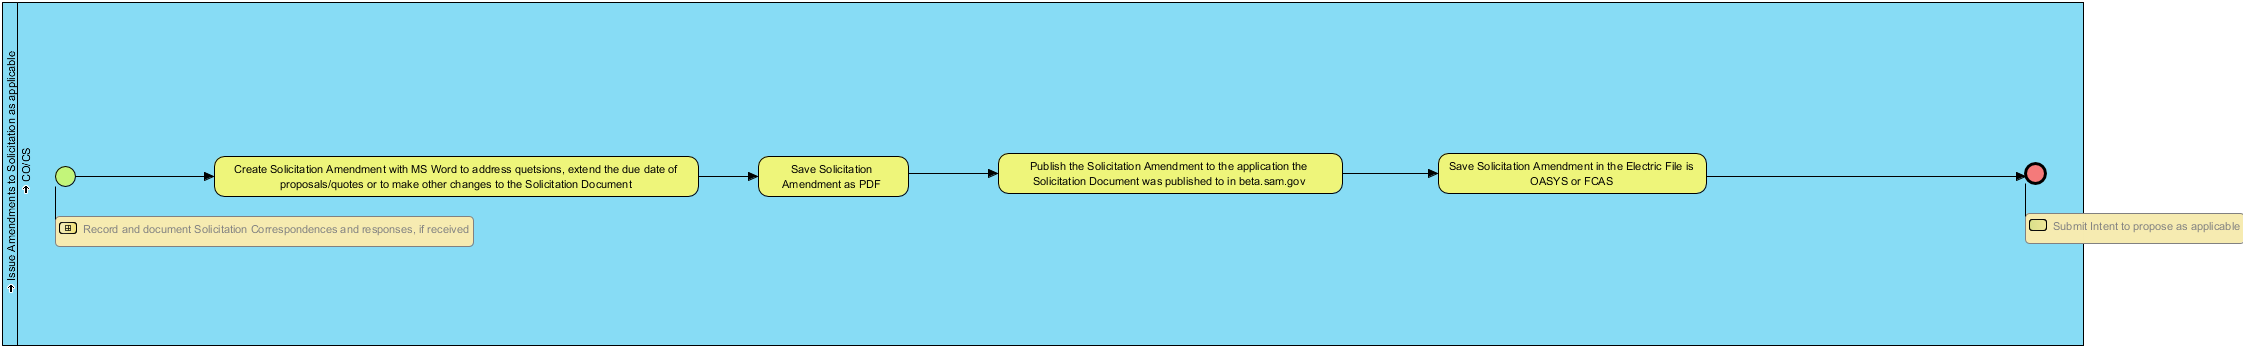 Issue Amendments to Solicitation as applicable
CO/CS
Create Solicitation Amendment with MS Word to address quetsions, extend the due date of
proposals/quotes or to make other changes to the Solicitation Document
Save Solicitation
Amendment as PDF
Publish the Solicitation Amendment to the application the
Solicitation Document was published to in beta.sam.gov
Save Solicitation Amendment in the Electric File is
OASYS or FCAS
Record and document Solicitation Correspondences and responses, if received
Submit Intent to propose as applicable